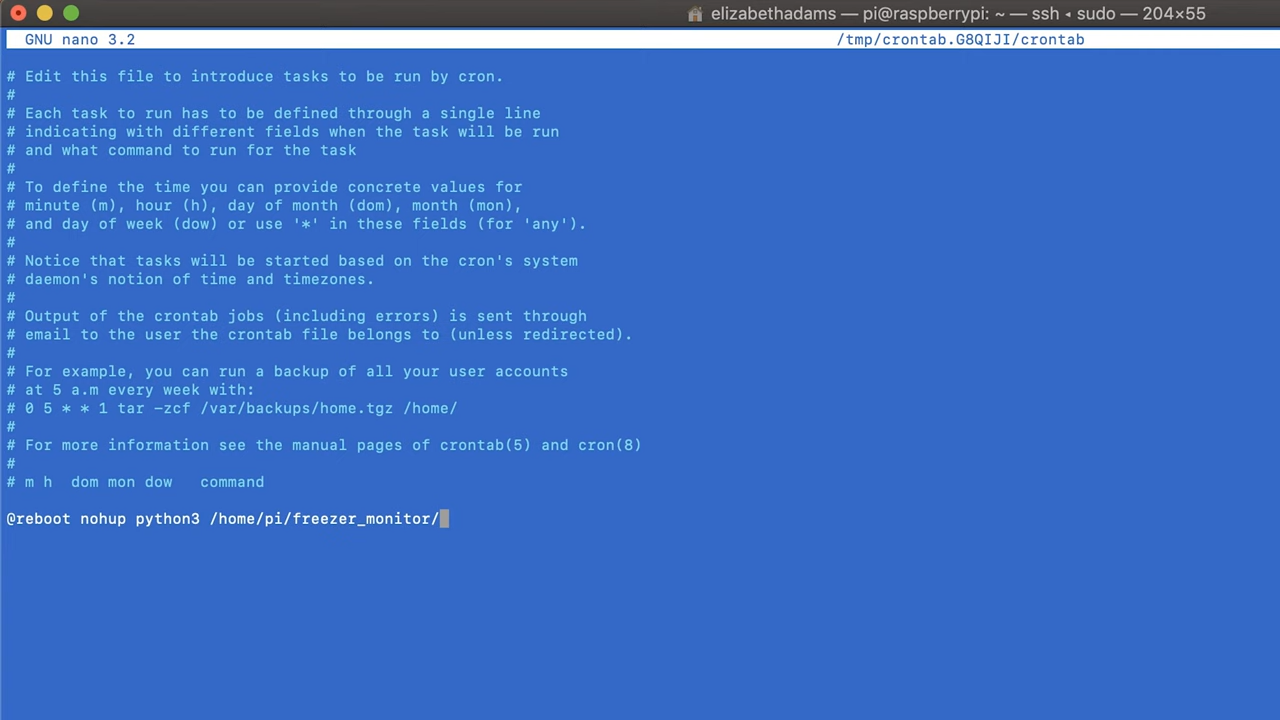 elizabethadams — pi@raspberrypi: ~ — ssh ◂ sudo — 204×55
GNU nano 3.2 /tmp/crontab.G8QIJI/crontab
# Edit this file to introduce tasks to be run by cron.
#
# Each task to run has to be defined through a single line
# indicating with different fields when the task will be run
# and what command to run for the task
#
# To define the time you can provide concrete values for
# minute (m), hour (h), day of month (dom), month (mon),
# and day of week (dow) or use '*' in these fields (for 'any').
#
# Notice that tasks will be started based on the cron's system
# daemon's notion of time and timezones.
#
# Output of the crontab jobs (including errors) is sent through
# email to the user the crontab file belongs to (unless redirected).
#
# For example, you can run a backup of all your user accounts
# at 5 a.m every week with:
# 0 5 * * 1 tar -zcf /var/backups/home.tgz /home/
#
# For more information see the manual pages of crontab(5) and cron(8)
#
# m h  dom mon dow   command
@reboot nohup python3 /home/pi/freezer_monitor/